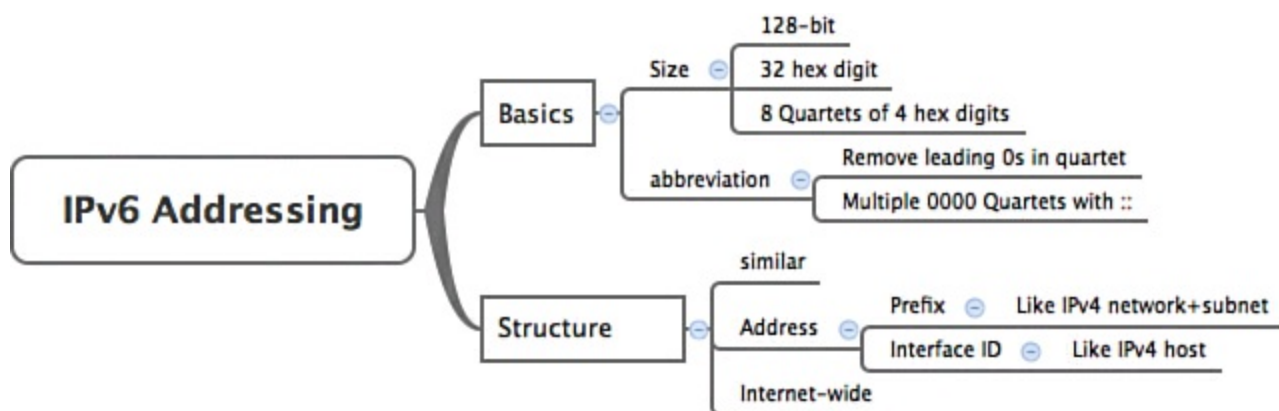 IPv6 Addressing
Basics
Size
128-bit
32 hex digit
8 Quartets of 4 hex digits
abbreviation
Remove leading 0s in quartet
Multiple 0000 Quartets with ::
Structure
similar
Address
Prefix
Like IPv4 network+subnet
Interface ID
Like IPv4 host
Internet-wide